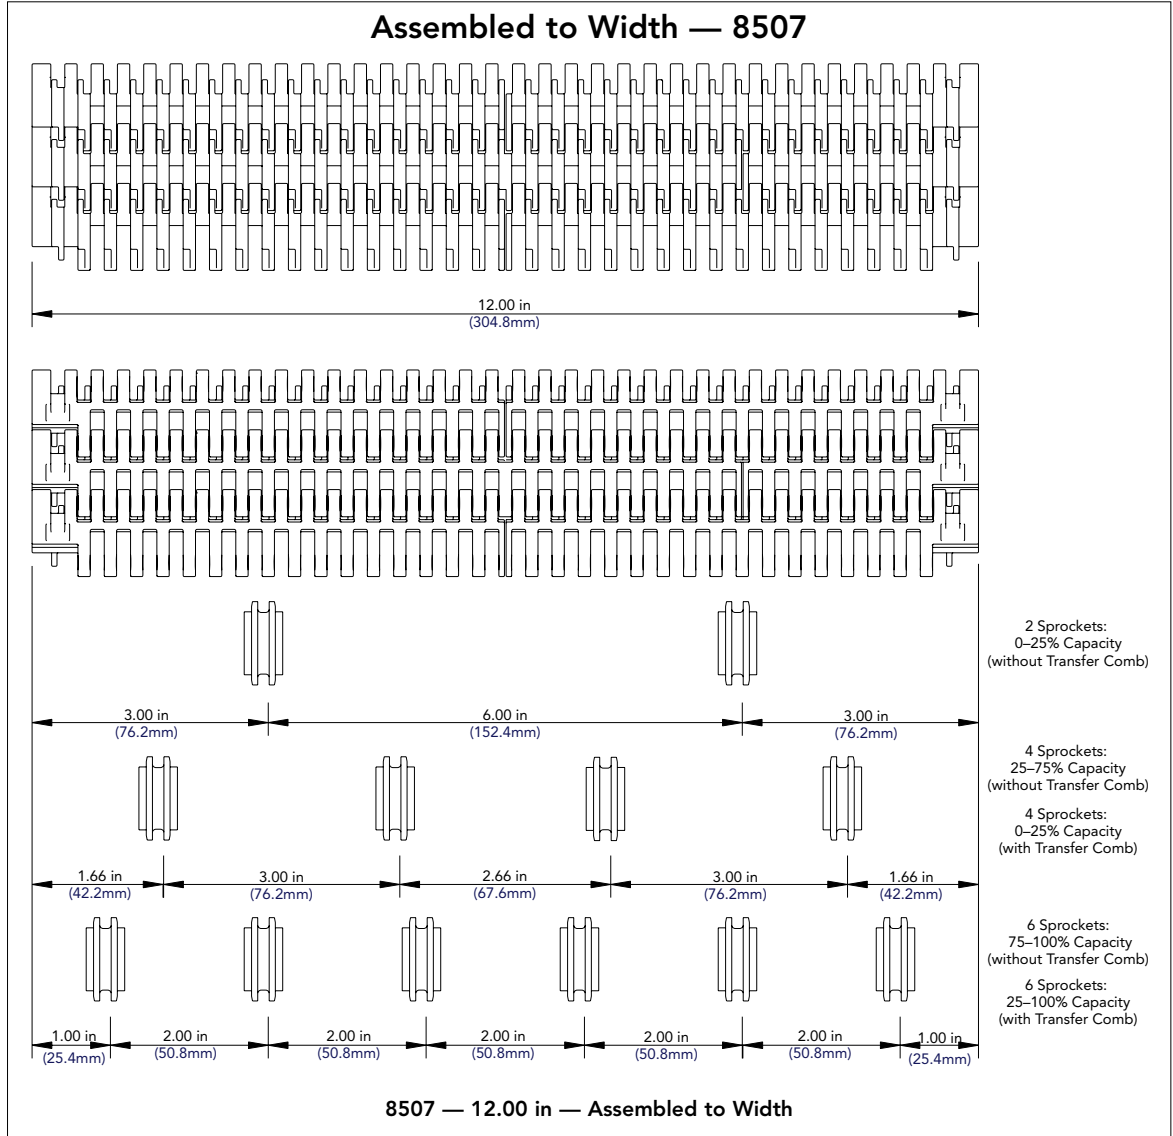 Assembled to Width — 8507
12.00 in
(304.8mm)
2 Sprockets:
0–25% Capacity
(without Transfer Comb)
3.00 in
(76.2mm)
6.00 in
(152.4mm)
3.00 in
(76.2mm)
4 Sprockets:
25–75% Capacity
(without Transfer Comb)
4 Sprockets:
0–25% Capacity
(with Transfer Comb)
1.66 in
(42.2mm)
3.00 in
(76.2mm)
2.66 in
(67.6mm)
3.00 in
(76.2mm)
1.66 in
(42.2mm)
6 Sprockets:
75–100% Capacity
(without Transfer Comb)
6 Sprockets:
25–100% Capacity
(with Transfer Comb)
1.00 in
(25.4mm)
2.00 in
(50.8mm)
2.00 in
(50.8mm)
2.00 in
(50.8mm)
2.00 in
(50.8mm)
2.00 in
(50.8mm)
1.00 in
(25.4mm)
8507 — 12.00 in — Assembled to Width